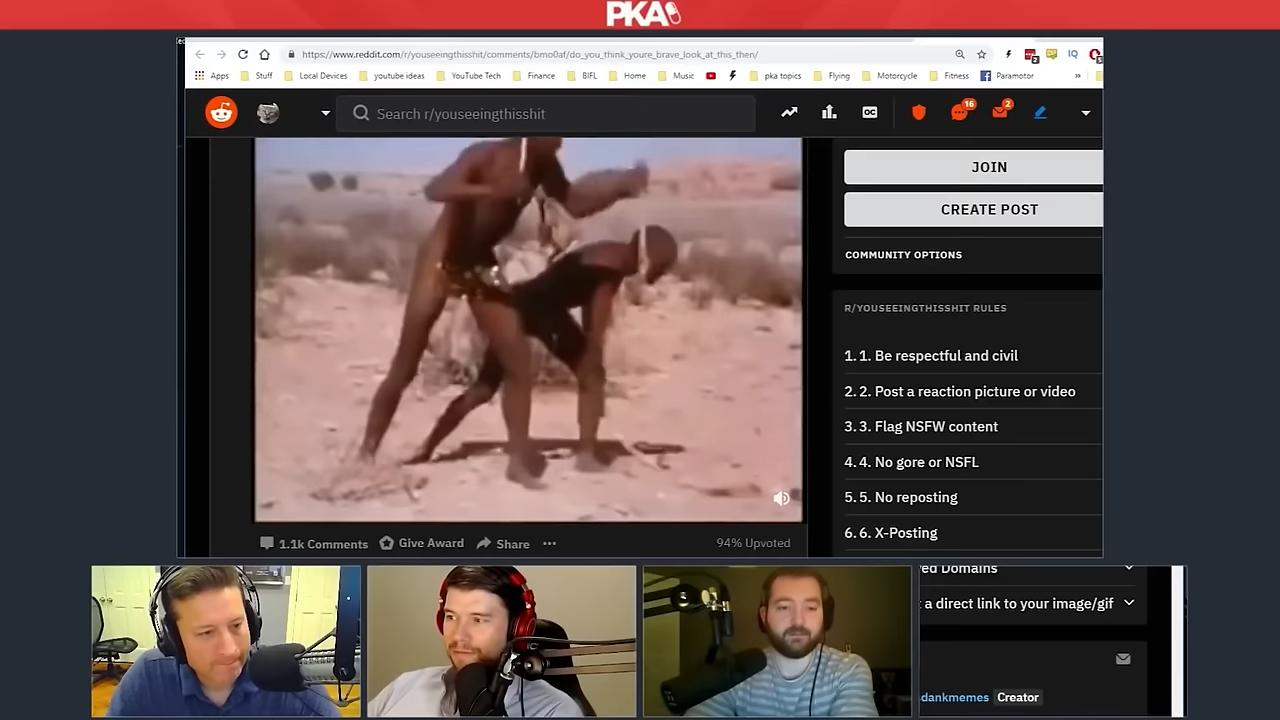 PKA
https://www.reddit.com/r/youseeingthisshit/comments/bmo0af/do_you_think_youre_brave_look_at_this_then/
Apps Stuff Local Devices youtube ideas YouTube Tech Finance BIFL Home Music pka topics Flying Motorcycle Fitness Paramotor »
Search r/youseeingthisshit
16
2
JOIN
CREATE POST
COMMUNITY OPTIONS
R/YOUSEEINGTHISSHIT RULES
1. 1. Be respectful and civil
2. 2. Post a reaction picture or video
3. 3. Flag NSFW content
4. 4. No gore or NSFL
5. 5. No reposting
6. 6. X-Posting
1.1k Comments Give Award Share ... 94% Upvoted
ed Domains
a direct link to your image/gif
dankmemes Creator